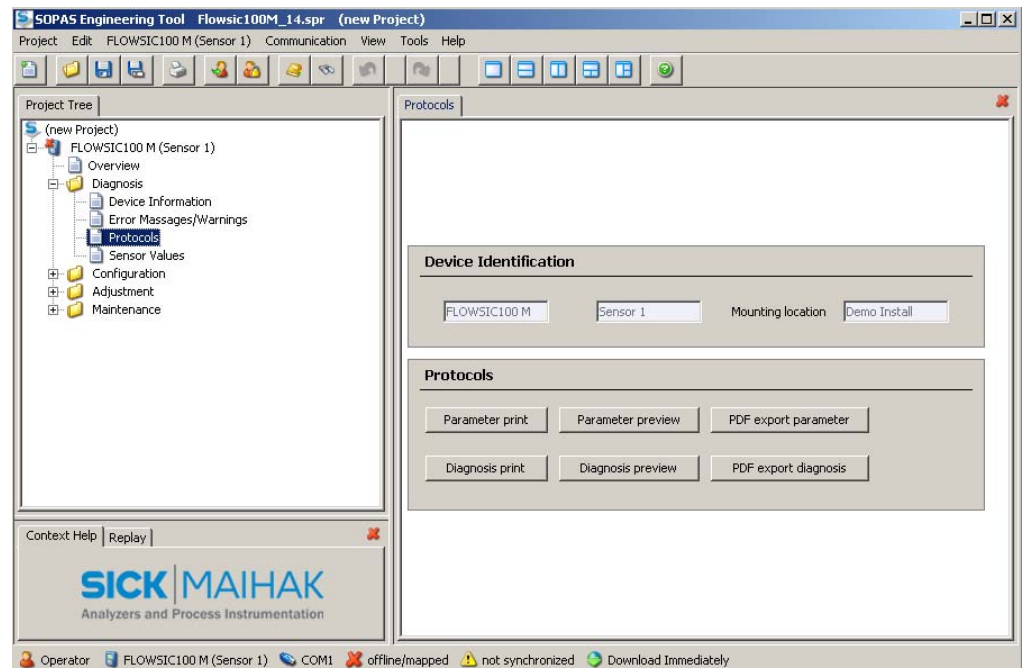 SOPAS Engineering Tool Flowsic100M_14.spr (new Project)
Project Edit FLOWSIC100 M (Sensor 1) Communication View Tools Help
Project Tree
(new Project)
FLOWSIC100 M (Sensor 1)
Overview
Diagnosis
Device Information
Error Massages/Warnings
Protocols
Sensor Values
Configuration
Adjustment
Maintenance
Context Help Replay
SICK MAIHAK
Analyzers and Process Instrumentation
Protocols
Device Identification
FLOWSIC100 M Sensor 1 Mounting location Demo Install
Protocols
Parameter print Parameter preview PDF export parameter
Diagnosis print Diagnosis preview PDF export diagnosis
Operator FLOWSIC100 M (Sensor 1) COM1 offline/mapped not synchronized Download Immediately